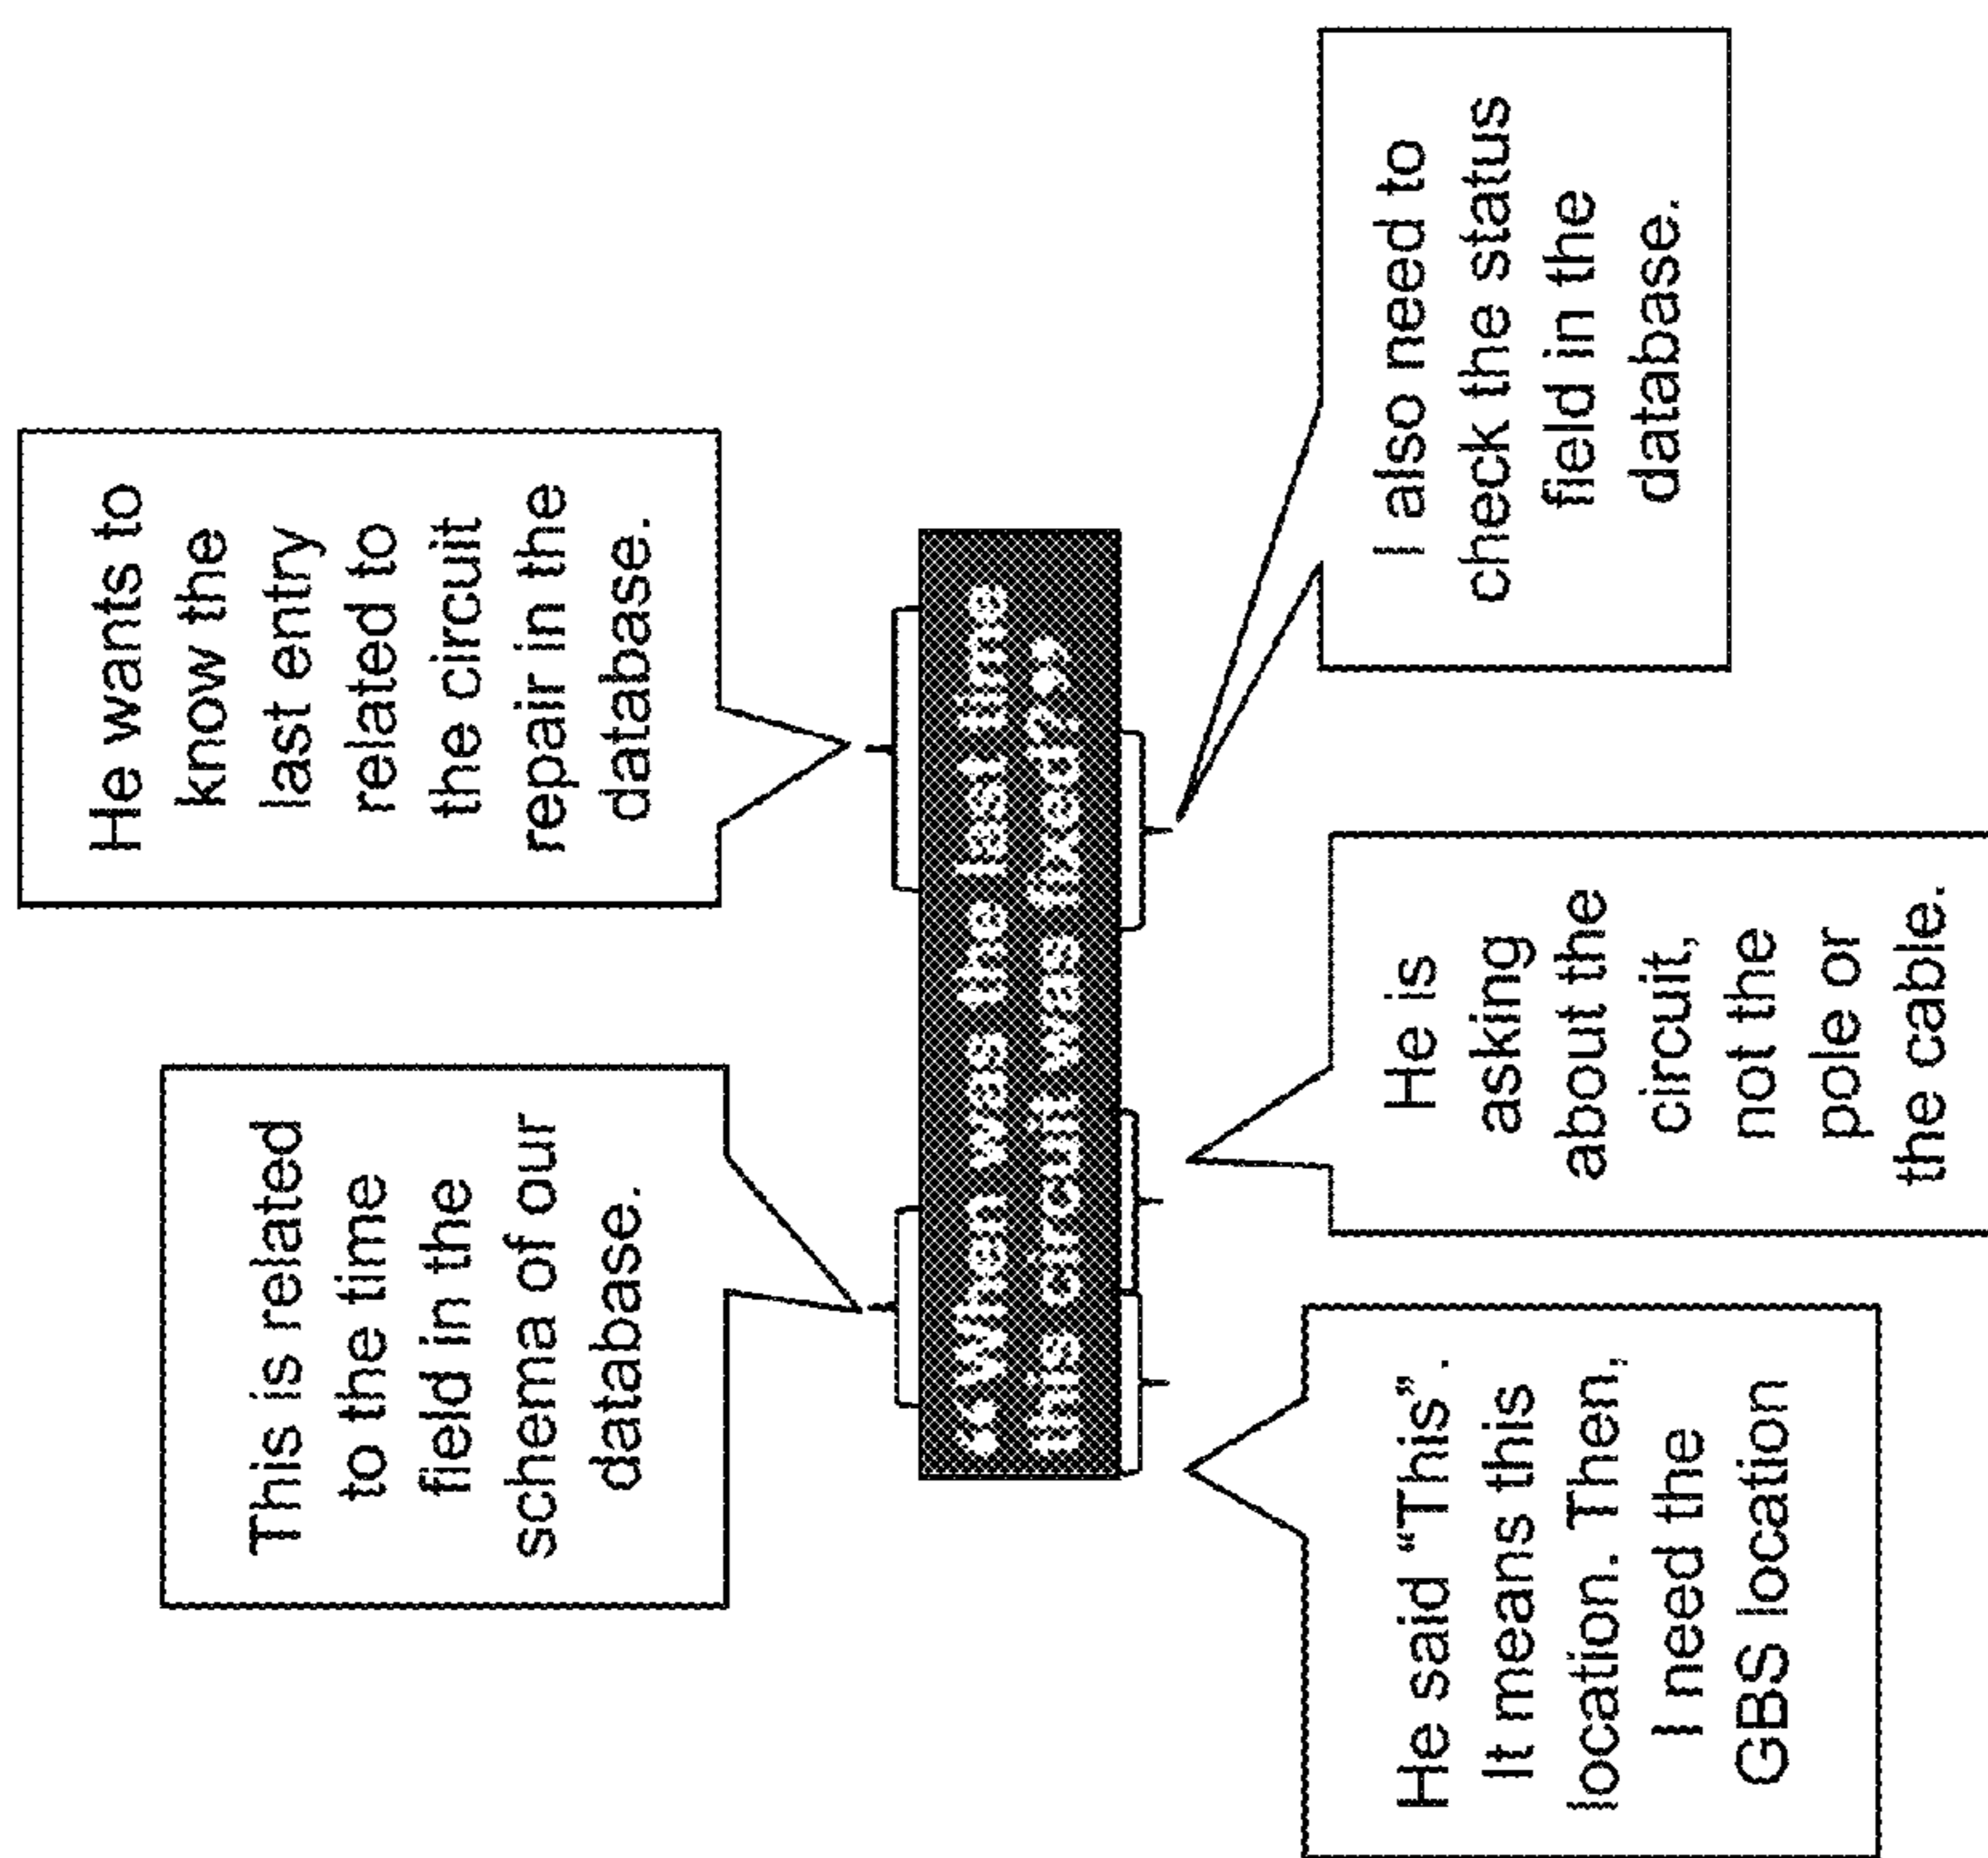 This is related
to the time
field in the
schema of our
database.
He wants to
know the
last entry
related to
the circuit
repair in the
database.
“When was the last time
this circuit was fixed?”
He said “This”.
It means this
location. Then,
I need the
GBS location
He is
asking
about the
circuit,
not the
pole or
the cable.
I also need to
check the status
field in the
database.